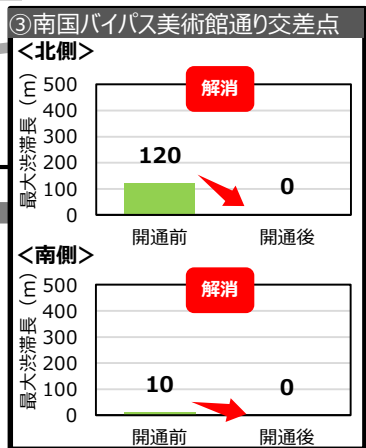 ③南国バイパス美術館通り交差点
<北側>
最大渋滞長（m）
500
400
300
200
100
0
解消
120
0
開通前
開通後
<南側>
最大渋滞長（m）
500
400
300
200
100
0
解消
10
0
開通前
開通後